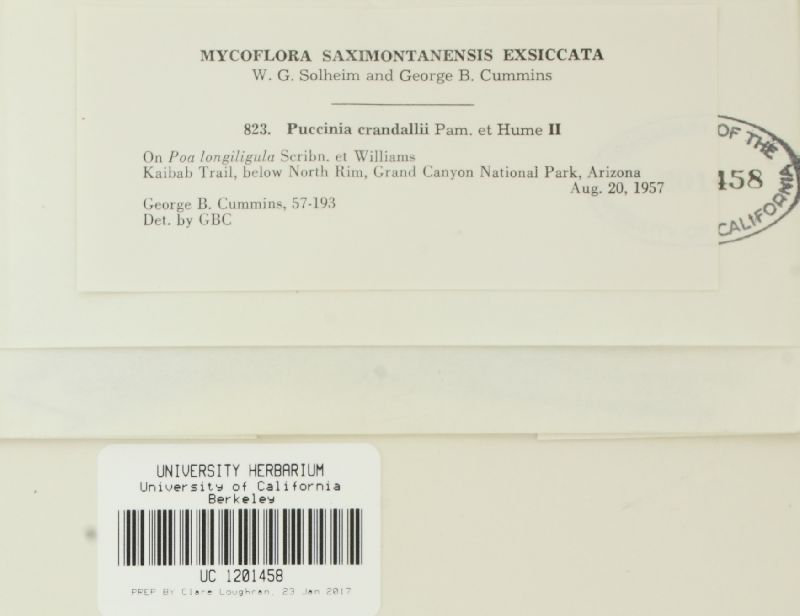 MYCOFLORA SAXIMONTANENSIS EXSICCATA
W. G. Solheim and George B. Cummins
823. Puccinia crandallii Pam. et Hume II
On Poa longiligula Scribn. et Williams
Kaibab Trail, below North Rim, Grand Canyon National Park, Arizona
Aug. 20, 1957
George B. Cummins, 57-193
Det. by GBC
OF THE
1201458
UNIVERSITY OF CALIFORNIA
UNIVERSITY HERBARIUM
University of California
Berkeley
UC 1201458
PREP BY Clare Loughran, 23 Jan 2017